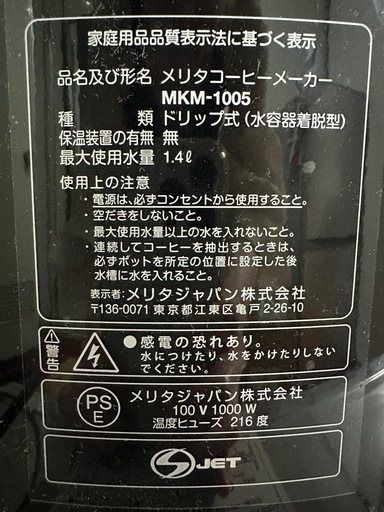 家庭用品品質表示法に基づく表示
品名及び形名 メリタコーヒーメーカー
MKM-1005
種 類 ドリップ式（水容器着脱型）
保温装置の有無 無
最大使用水量 1.4ℓ
使用上の注意
・電源は、必ずコンセントから使用すること。
・空だきをしないこと。
・最大使用水量以上の水を入れないこと。
・連続してコーヒーを抽出するときは、
必ずポットを所定の位置に設定した後
水槽に水を入れること。
表示者：メリタジャパン株式会社
〒136-0071 東京都江東区亀戸2-26-10
警告
●感電の恐れあり。
水につけたり、水をかけたりしない
でください。
PS
E
メリタジャパン株式会社
100 V 1000 W
温度ヒューズ 216 度
S JET